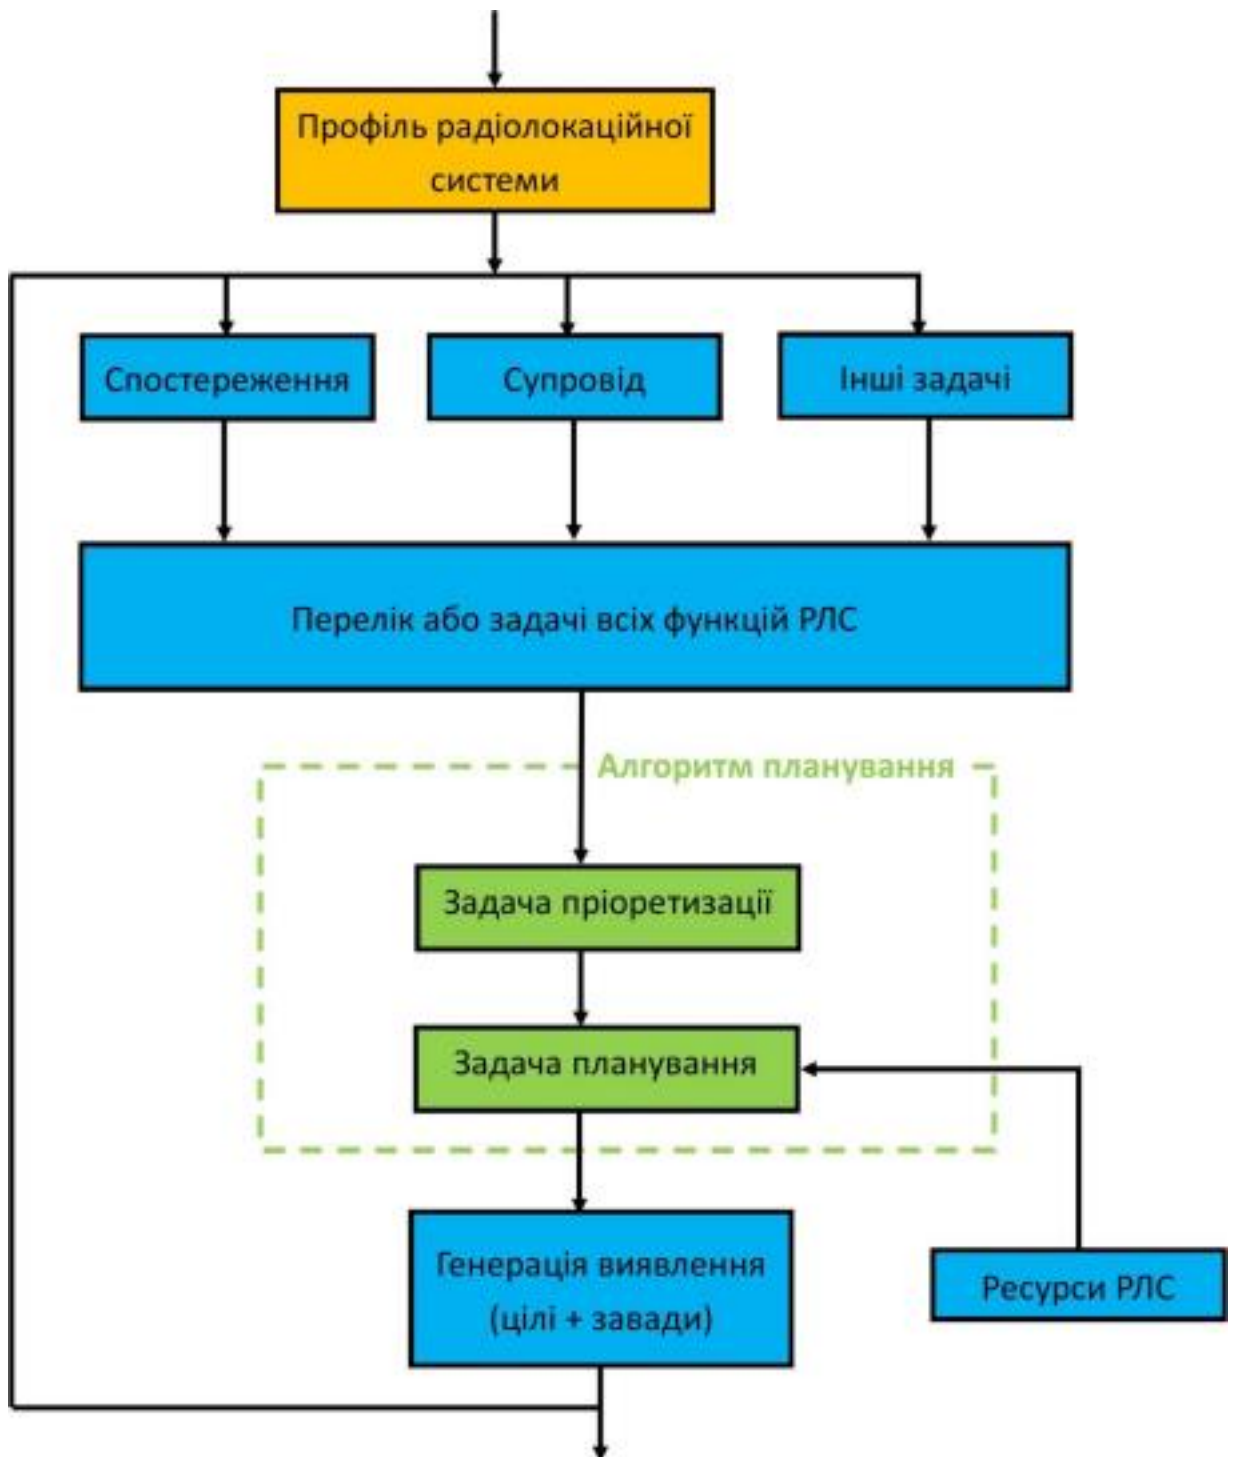 Профіль радіолокаційної
системи
Спостереження
Супровід
Інші задачі
Перелік або задачі всіх функцій РЛС
Алгоритм планування
Задача пріоретизації
Задача планування
Генерація виявлення
(цілі + завади)
Ресурси РЛС